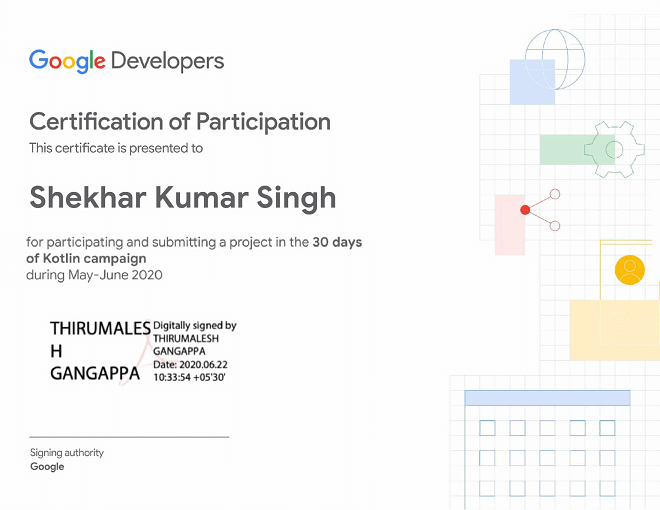 Google Developers
Certification of Participation
This certificate is presented to
Shekhar Kumar Singh
for participating and submitting a project in the 30 days
of Kotlin campaign
during May-June 2020
THIRUMALES
H
GANGAPPA
Digitally signed by
THIRUMALESH
GANGAPPA
Date: 2020.06.22
10:33:54 +05'30'
Signing authority
Google